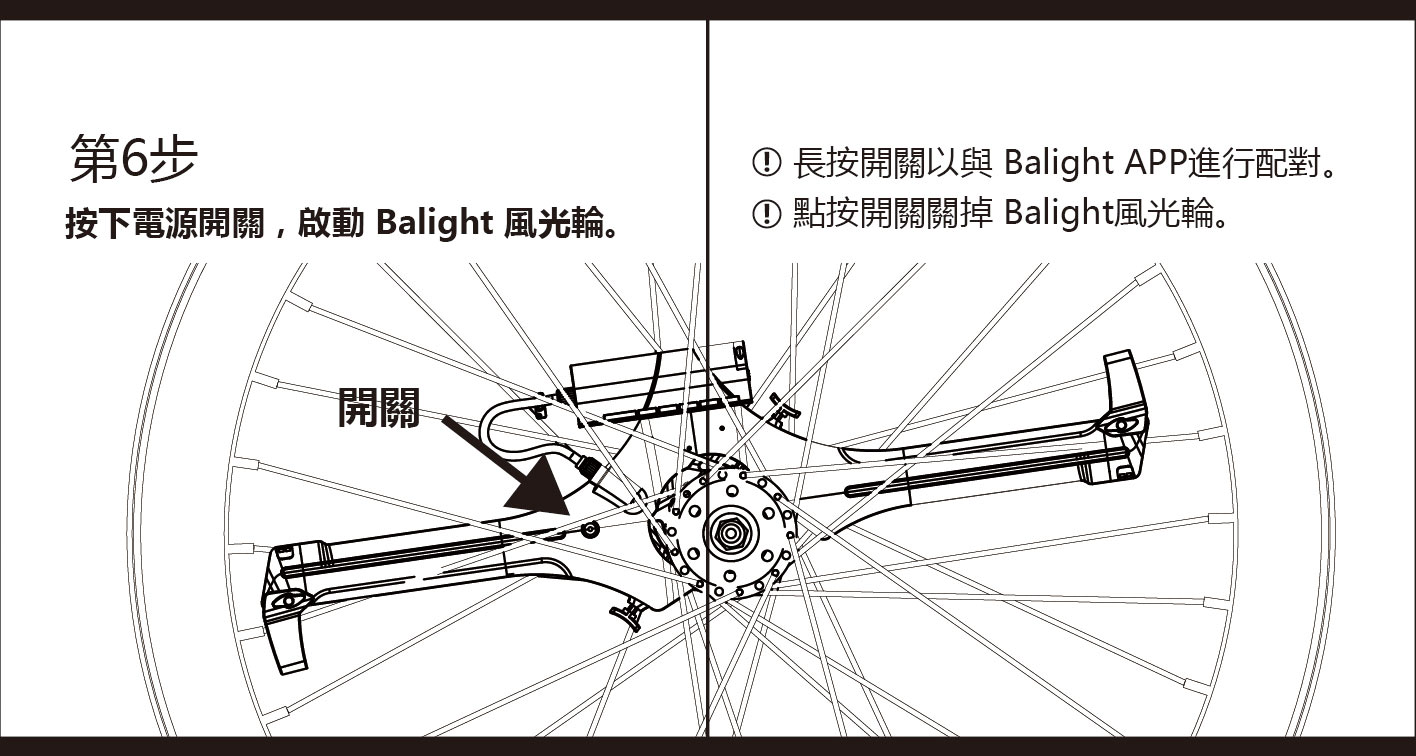 第6步
按下電源開關，啟動 Balight 風光輪。
! 長按開關以與 Balight APP進行配對。
! 點按開關關掉 Balight風光輪。
開關